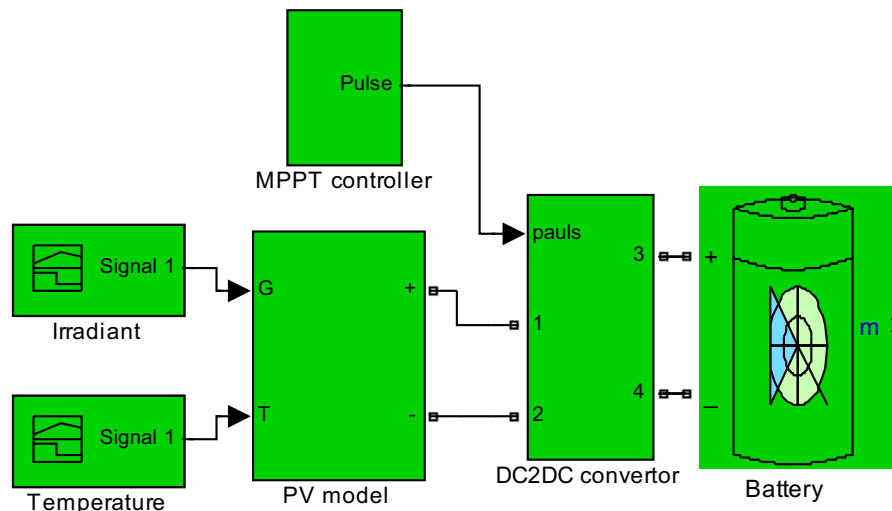 Pulse
MPPT controller
Signal 1
Irradiant
Signal 1
Temperature
G
T
+
-
PV model
pauls
1
2
3
4
DC2DC convertor
+
–
m
Battery